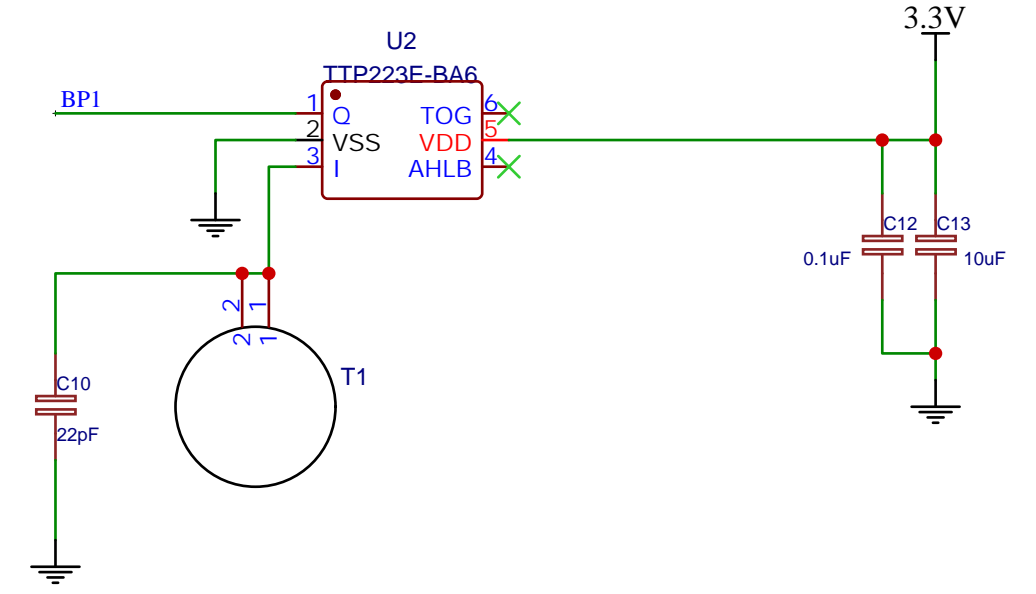 3.3V
U2
TTP223E-BA6
BP1
1 Q TOG 6
2 VSS VDD 5
3 I AHLB 4
C12 C13
0.1uF 10uF
2 1
2 1
T1
C10
22pF